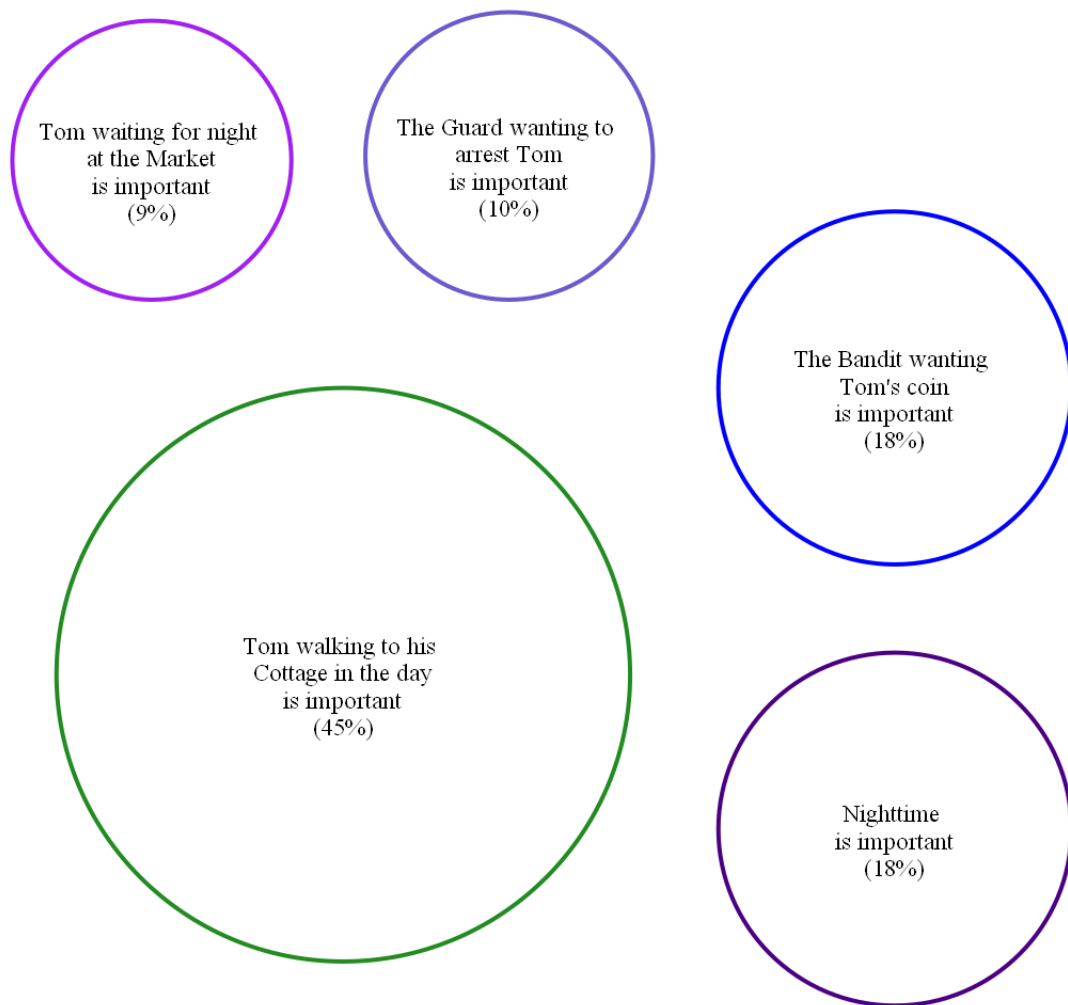 Tom waiting for night
at the Market
is important
(9%)
The Guard wanting to
arrest Tom
is important
(10%)
The Bandit wanting
Tom's coin
is important
(18%)
Tom walking to his
Cottage in the day
is important
(45%)
Nighttime
is important
(18%)